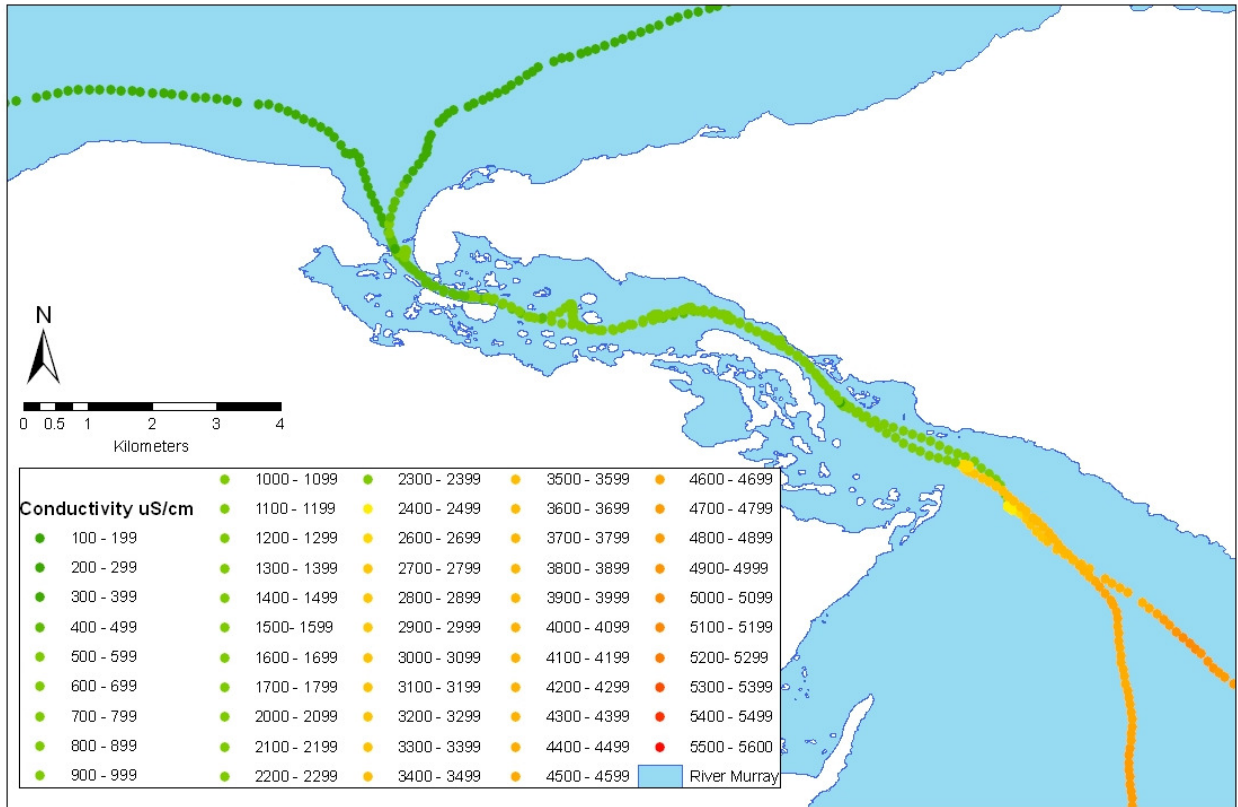 N
0 0.5 1 2 3 4
Kilometers
Conductivity uS/cm
100 - 199
200 - 299
300 - 399
400 - 499
500 - 599
600 - 699
700 - 799
800 - 899
900 - 999
1000 - 1099
1100 - 1199
1200 - 1299
1300 - 1399
1400 - 1499
1500- 1599
1600 - 1699
1700 - 1799
2000 - 2099
2100 - 2199
2200 - 2299
2300 - 2399
2400 - 2499
2600 - 2699
2700 - 2799
2800 - 2899
2900 - 2999
3000 - 3099
3100 - 3199
3200 - 3299
3300 - 3399
3400 - 3499
3500 - 3599
3600 - 3699
3700 - 3799
3800 - 3899
3900 - 3999
4000 - 4099
4100 - 4199
4200 - 4299
4300 - 4399
4400 - 4499
4500 - 4599
4600 - 4699
4700 - 4799
4800 - 4899
4900- 4999
5000 - 5099
5100 - 5199
5200- 5299
5300 - 5399
5400 - 5499
5500 - 5600
River Murray